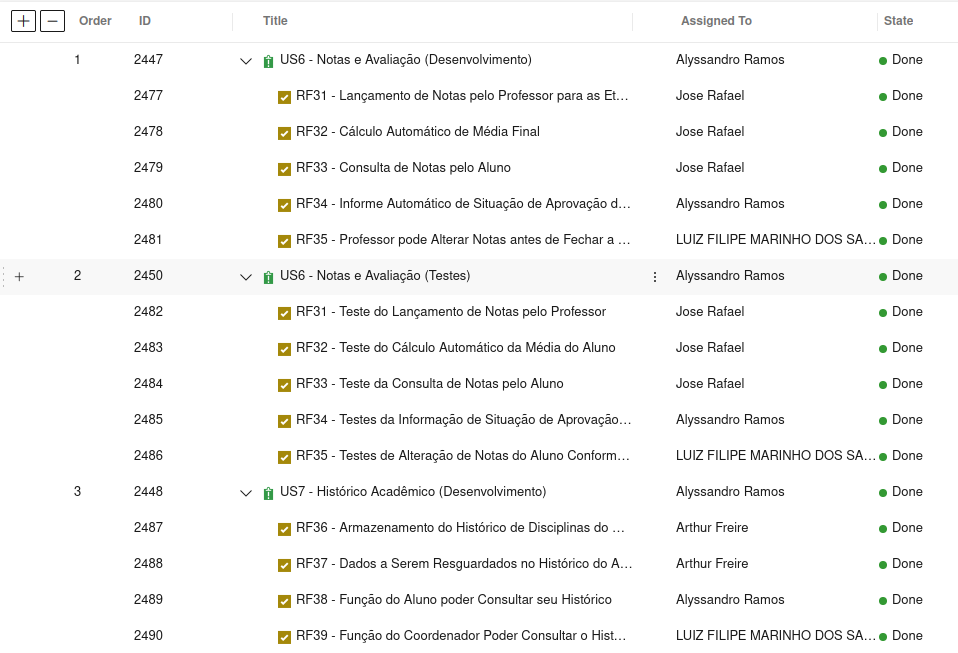 Order ID Title Assigned To State
1 2447 US6 - Notas e Avaliação (Desenvolvimento) Alyssandro Ramos Done
2477 RF31 - Lançamento de Notas pelo Professor para as Et... Jose Rafael Done
2478 RF32 - Cálculo Automático de Média Final Jose Rafael Done
2479 RF33 - Consulta de Notas pelo Aluno Jose Rafael Done
2480 RF34 - Informe Automático de Situação de Aprovação d... Alyssandro Ramos Done
2481 RF35 - Professor pode Alterar Notas antes de Fechar a ... LUIZ FILIPE MARINHO DOS SA... Done
2 2450 US6 - Notas e Avaliação (Testes) Alyssandro Ramos Done
2482 RF31 - Teste do Lançamento de Notas pelo Professor Jose Rafael Done
2483 RF32 - Teste do Cálculo Automático da Média do Aluno Jose Rafael Done
2484 RF33 - Teste da Consulta de Notas pelo Aluno Jose Rafael Done
2485 RF34 - Testes da Informação de Situação de Aprovação... Alyssandro Ramos Done
2486 RF35 - Testes de Alteração de Notas do Aluno Conform... LUIZ FILIPE MARINHO DOS SA... Done
3 2448 US7 - Histórico Acadêmico (Desenvolvimento) Alyssandro Ramos Done
2487 RF36 - Armazenamento do Histórico de Disciplinas do ... Arthur Freire Done
2488 RF37 - Dados a Serem Resguardados no Histórico do A... Arthur Freire Done
2489 RF38 - Função do Aluno poder Consultar seu Histórico Alyssandro Ramos Done
2490 RF39 - Função do Coordenador Poder Consultar o Hist... LUIZ FILIPE MARINHO DOS SA... Done